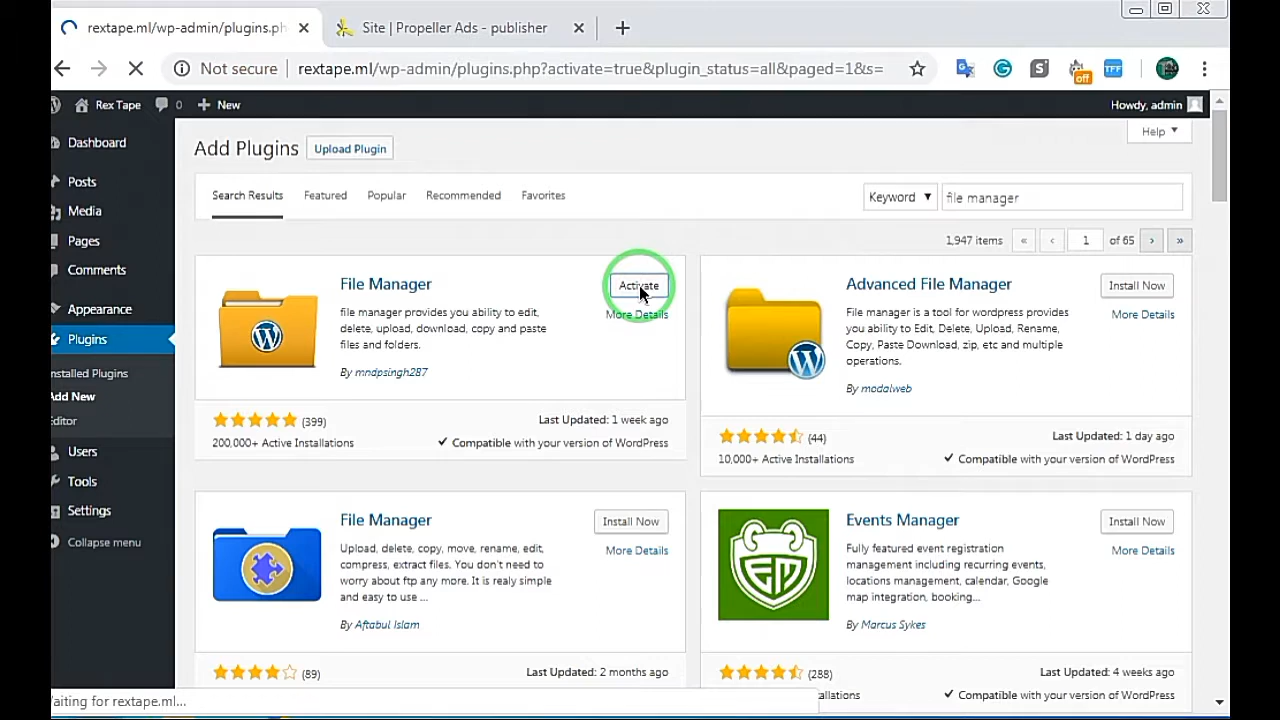 rextape.ml/wp-admin/plugins.ph
Site | Propeller Ads - publisher
Not secure
rextape.ml/wp-admin/plugins.php?activate=true&plugin_status=all&paged=1&s=
S
off
TFF
Rex Tape
0
New
Howdy, admin
Dashboard
Posts
Media
Pages
Comments
Appearance
Plugins
nstalled Plugins
Add New
Editor
Users
Tools
Settings
Collapse menu
Help
Add Plugins
Upload Plugin
Search Results
Featured
Popular
Recommended
Favorites
Keyword
file manager
1,947 items
«
‹
1
of 65
›
»
File Manager
Activate
More Details
file manager provides you ability to edit,
delete, upload, download, copy and paste
files and folders.
By mndpsingh287
(399)
Last Updated: 1 week ago
200,000+ Active Installations
Compatible with your version of WordPress
Advanced File Manager
Install Now
More Details
File manager is a tool for wordpress provides
you ability to Edit, Delete, Upload, Rename,
Copy, Paste Download, zip, etc and multiple
operations.
By modalweb
(44)
Last Updated: 1 day ago
10,000+ Active Installations
Compatible with your version of WordPress
File Manager
Install Now
More Details
Upload, delete, copy, move, rename, edit,
compress, extract files. You don't need to
worry about ftp any more. It is realy simple
and easy to use ...
By Aftabul Islam
(89)
Last Updated: 2 months ago
Events Manager
Install Now
More Details
Fully featured event registration
management including recurring events,
locations management, calendar, Google
map integration, booking...
By Marcus Sykes
EM
(288)
Last Updated: 4 weeks ago
allations
Compatible with your version of WordPress
aiting for rextape.ml...